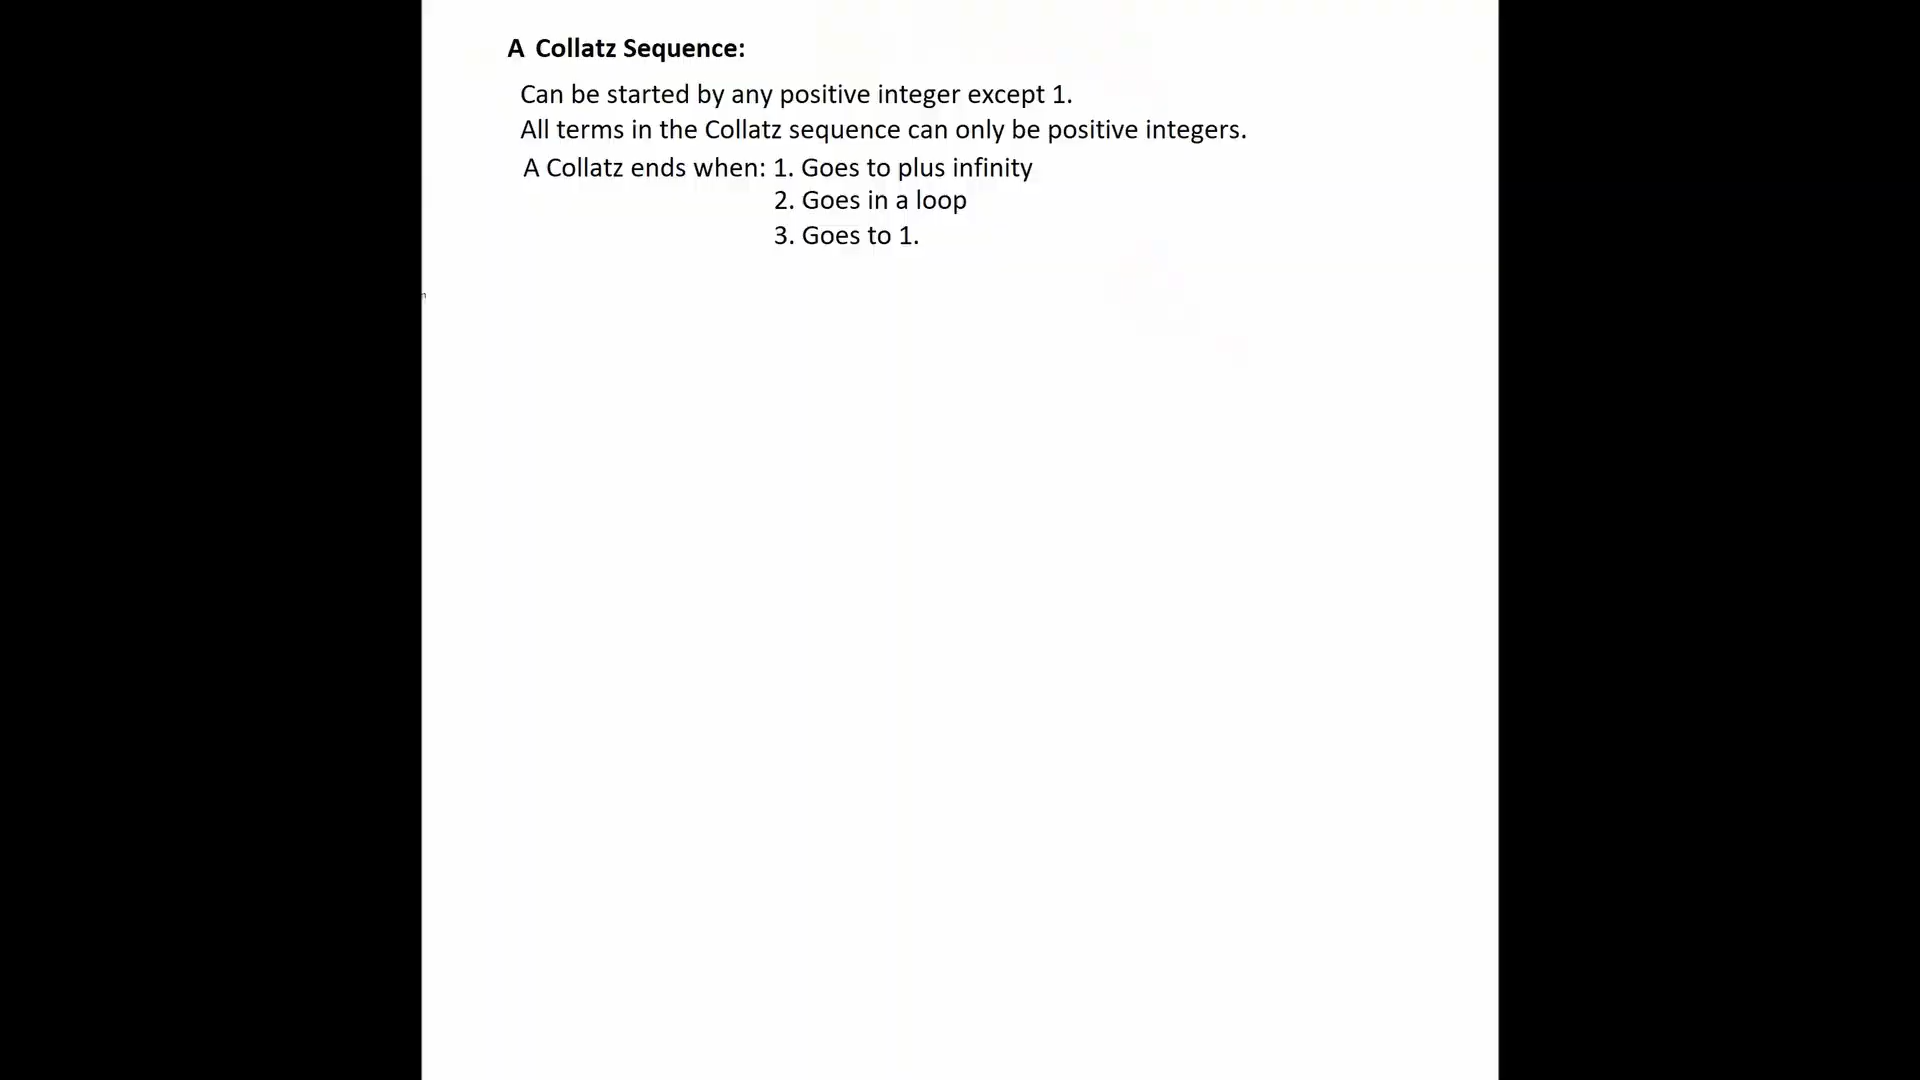 A Collatz Sequence:
Can be started by any positive integer except 1.
All terms in the Collatz sequence can only be positive integers.
A Collatz ends when: 1. Goes to plus infinity
2. Goes in a loop
3. Goes to 1.